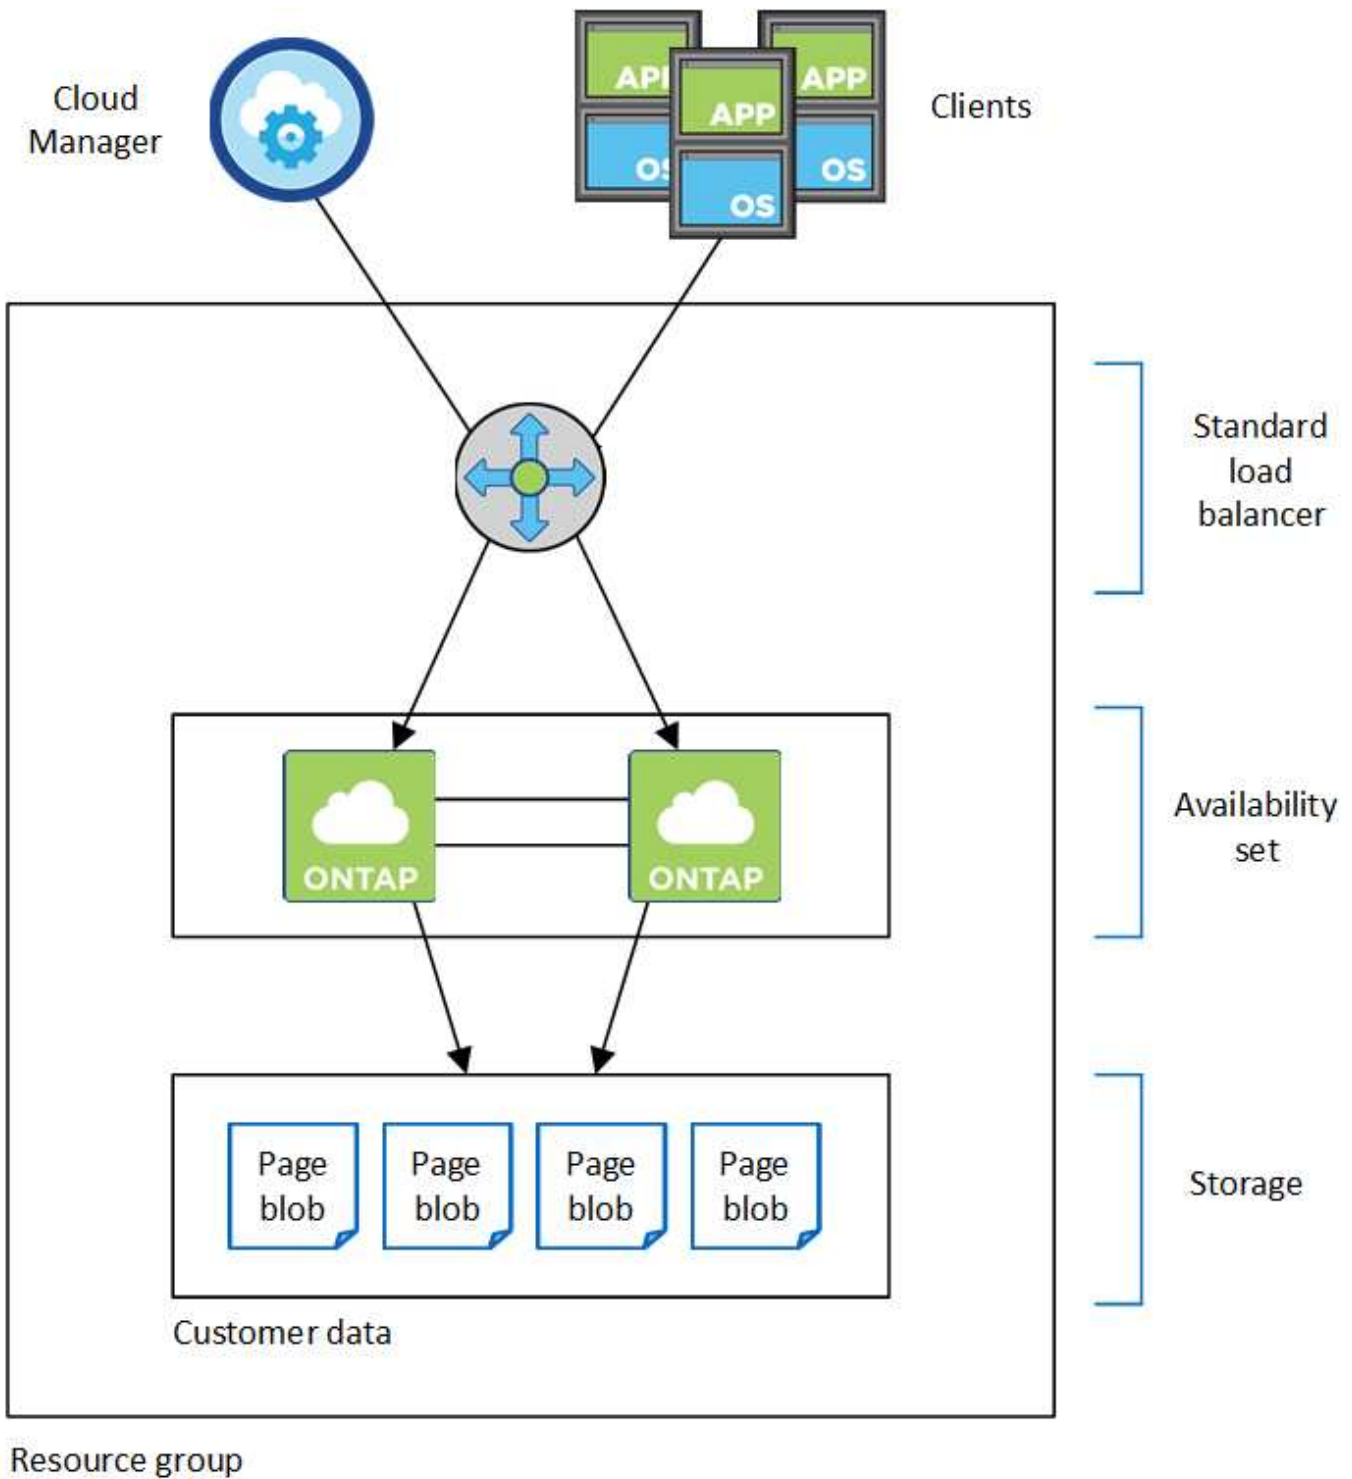 Cloud
Manager
APP
APP
APP
OS
OS
OS
Clients
Standard
load
balancer
ONTAP
ONTAP
Availability
set
Page
blob
Page
blob
Page
blob
Page
blob
Storage
Customer data
Resource group